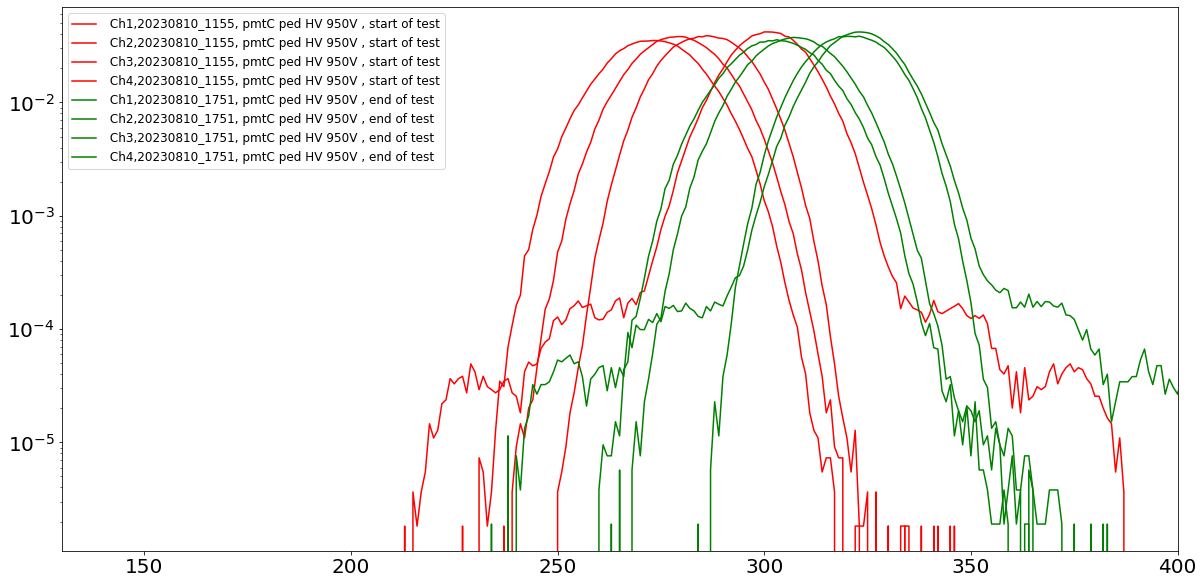 Ch1,20230810_1155, pmtC ped HV 950V , start of test
Ch2,20230810_1155, pmtC ped HV 950V , start of test
Ch3,20230810_1155, pmtC ped HV 950V , start of test
Ch4,20230810_1155, pmtC ped HV 950V , start of test
Ch1,20230810_1751, pmtC ped HV 950V , end of test
Ch2,20230810_1751, pmtC ped HV 950V , end of test
Ch3,20230810_1751, pmtC ped HV 950V , end of test
Ch4,20230810_1751, pmtC ped HV 950V , end of test
10⁻²
10⁻³
10⁻⁴
10⁻⁵
150 200 250 300 350 400